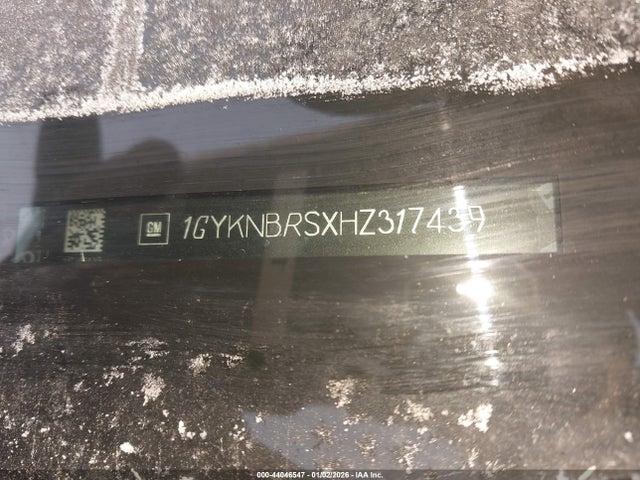 GM 1GYKNBRSXHZ317439
000-44046547 - 01/02/2026 - IAA Inc.